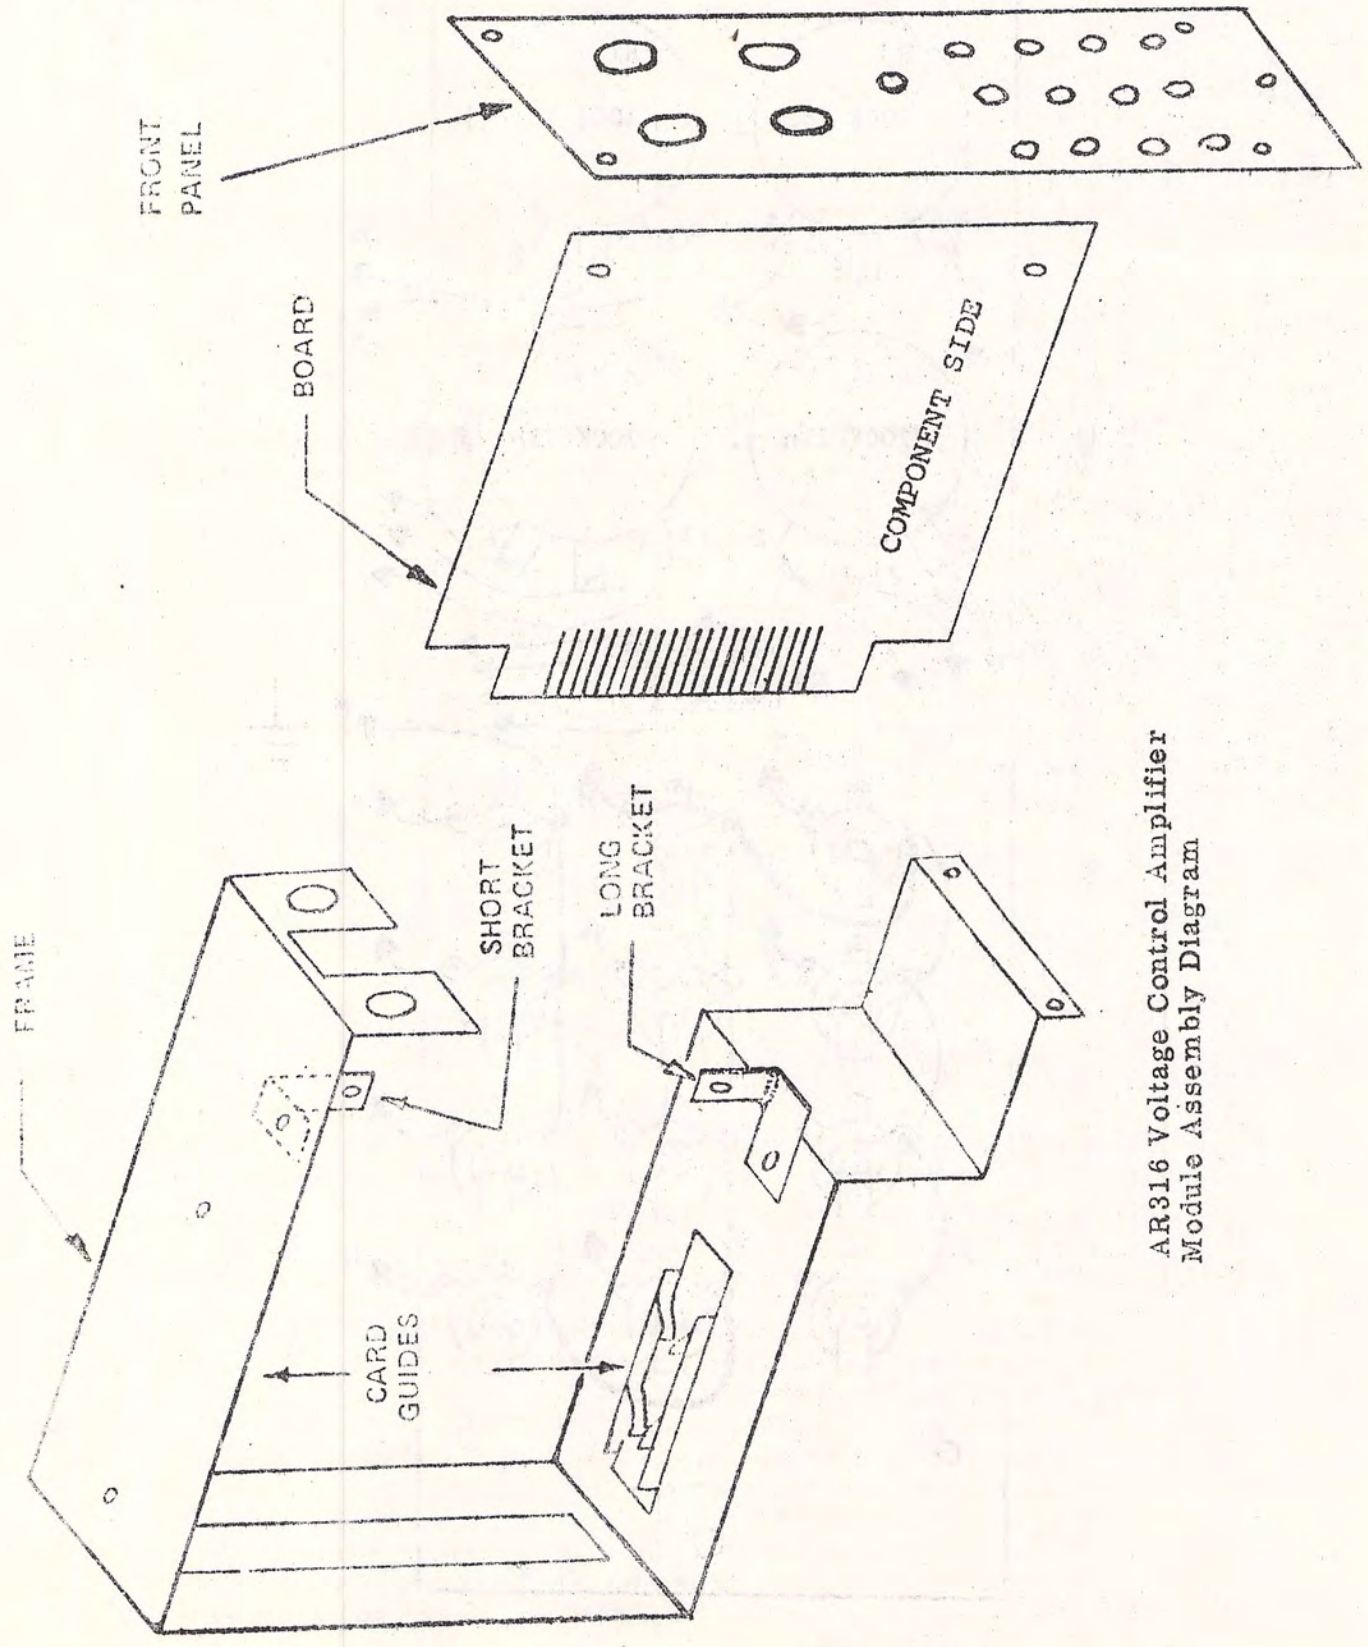 FRAME
FRONT
PANEL
BOARD
SHORT
BRACKET
LONG
BRACKET
CARD
GUIDES
COMPONENT SIDE
AR316 Voltage Control Amplifier
Module Assembly Diagram